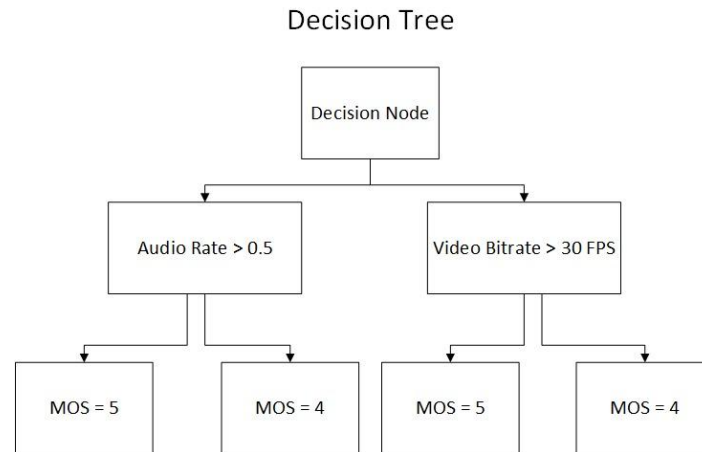 Decision Tree
Decision Node
Audio Rate > 0.5
Video Bitrate > 30 FPS
MOS = 5
MOS = 4
MOS = 5
MOS = 4